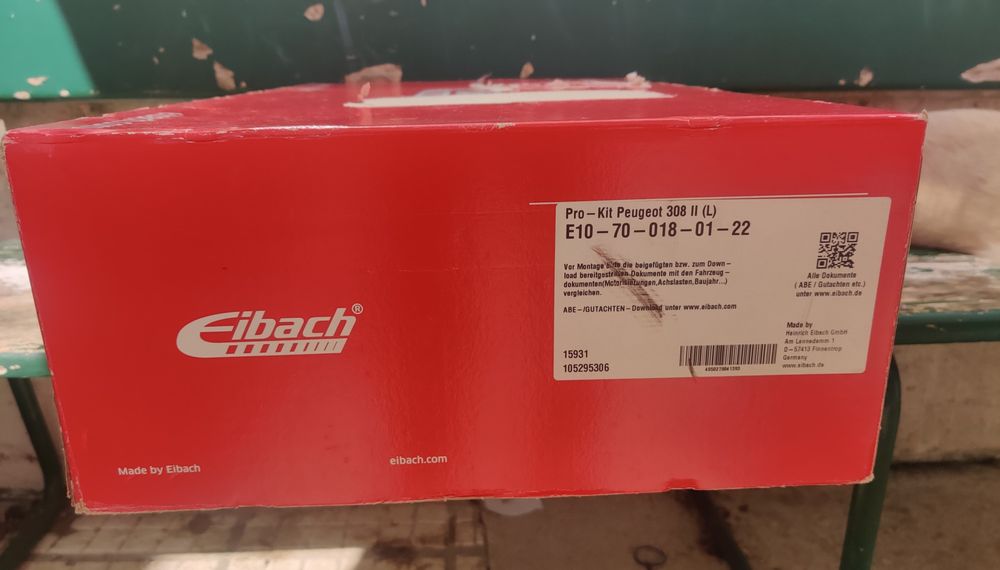 Pro-Kit Peugeot 308 II (L)
E10-70-018-01-22
Vor Montage bitte die beigefügten bzw. zum Down-
load bereitgestellten Dokumente mit den Fahrzeug-
dokumenten(Motorisierungen,Achslasten,Baujahr...)
vergleichen.
ABE-/GUTACHTEN-Download unter www.eibach.com
15931
105295306
Alle Dokumente
( ABE / Gutachten etc.)
unter www.eibach.de
Made by
Heinrich Eibach GmbH
Am Lennedamm 1
D-57413 Finnentrop
Germany
www.eibach.de
Eibach®
Made by Eibach
eibach.com